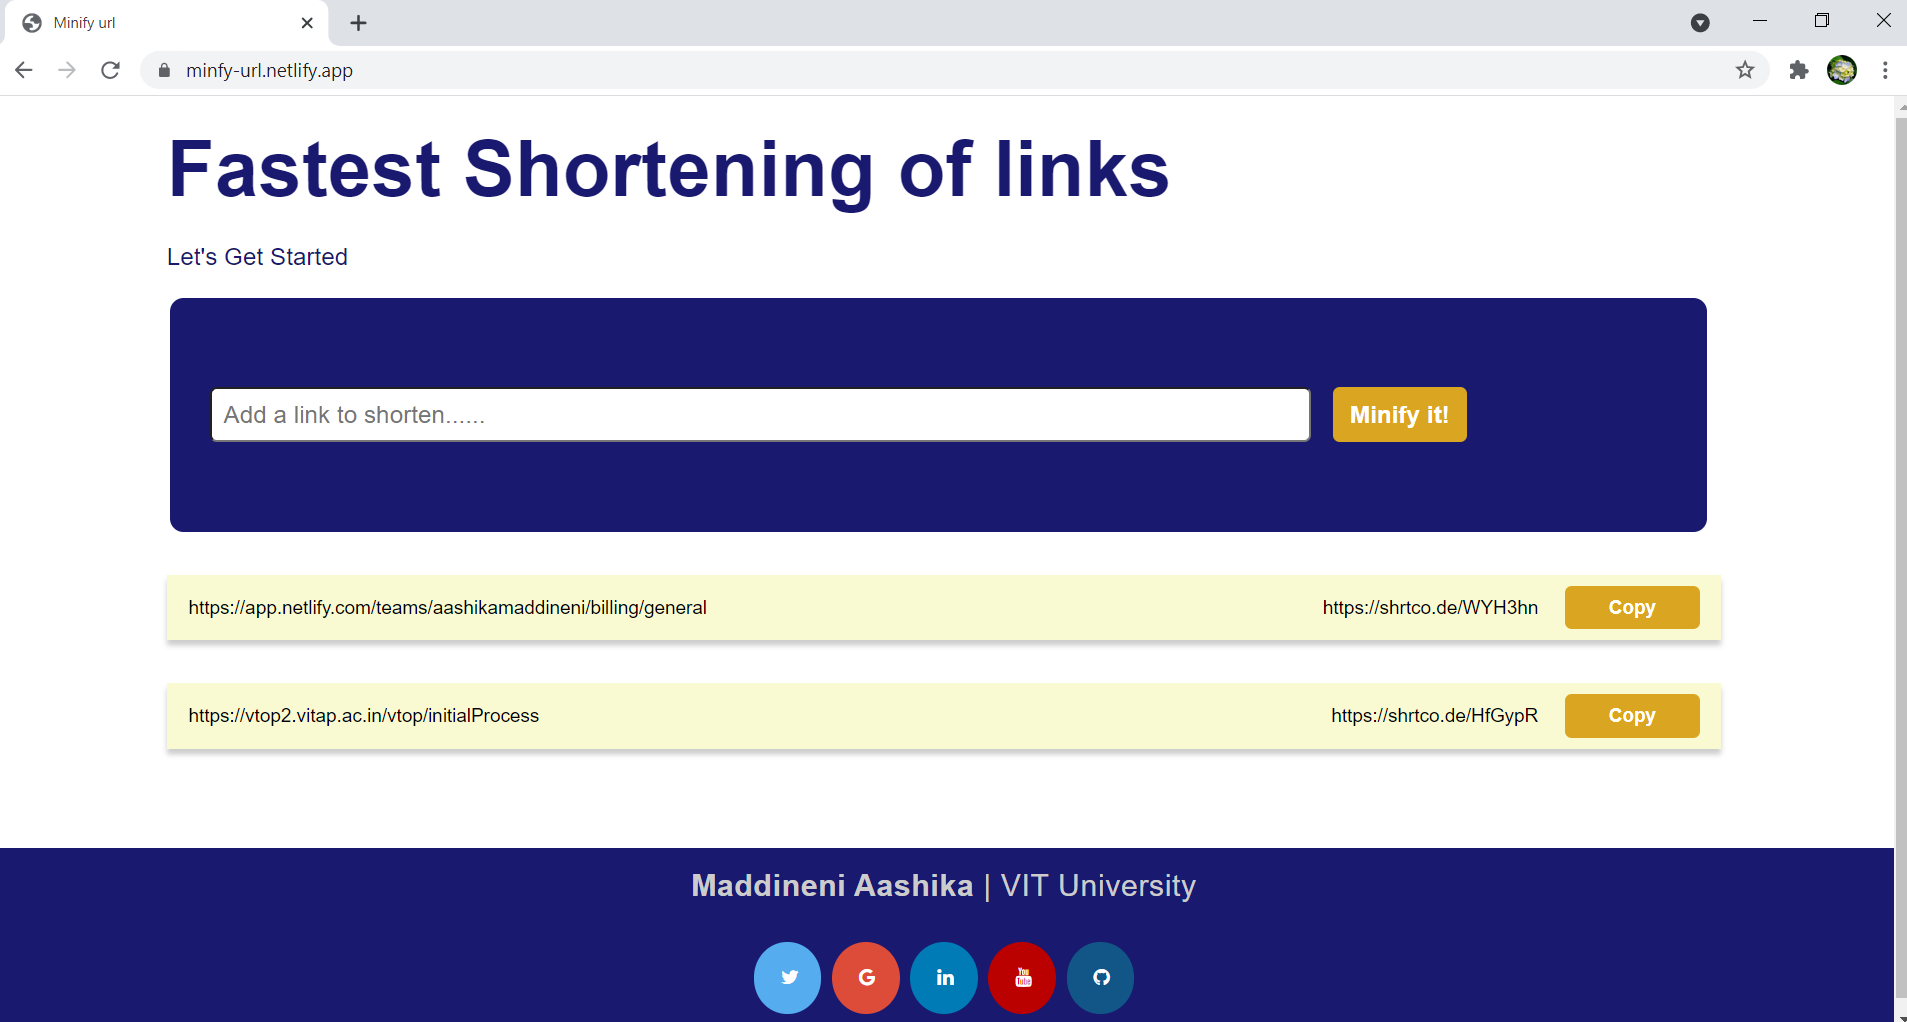 Minify url
minfy-url.netlify.app
Fastest Shortening of links
Let's Get Started
Add a link to shorten......
Minify it!
https://app.netlify.com/teams/aashikamaddineni/billing/general https://shrtco.de/WYH3hn Copy
https://vtop2.vitap.ac.in/vtop/initialProcess https://shrtco.de/HfGypR Copy
Maddineni Aashika | VIT University
G in You Tube